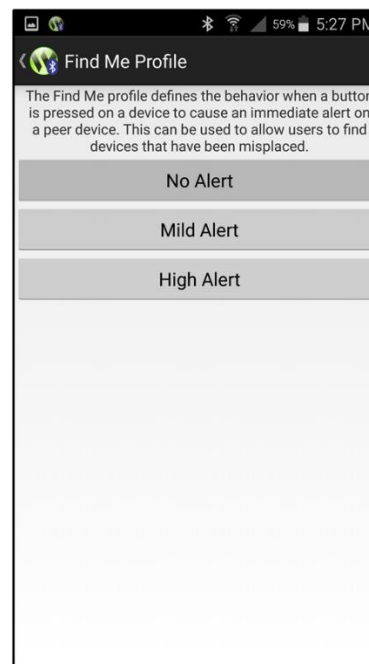 59% 5:27 PM
Find Me Profile
The Find Me profile defines the behavior when a button
is pressed on a device to cause an immediate alert on
a peer device. This can be used to allow users to find
devices that have been misplaced.
No Alert
Mild Alert
High Alert